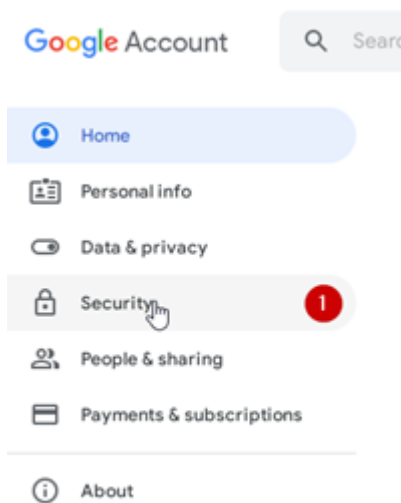 Google Account
Home
Personal info
Data & privacy
Security
1
People & sharing
Payments & subscriptions
About